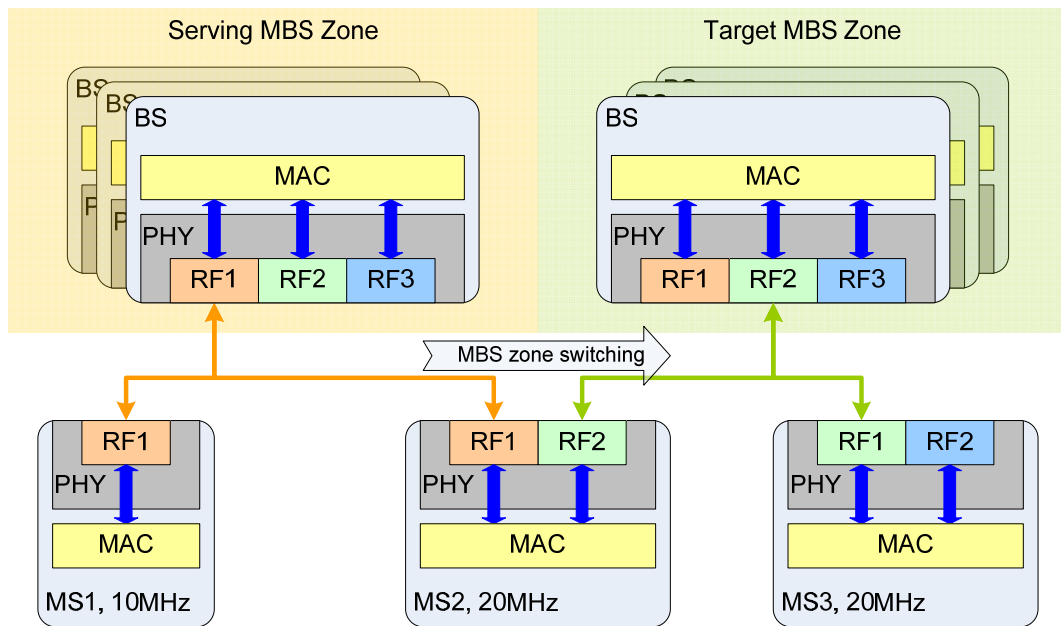 Serving MBS Zone
Target MBS Zone
BS
BS
BS
MAC
P
P
PHY
RF1
RF2
RF3
BS
MAC
PHY
RF1
RF2
RF3
MBS zone switching
RF1
PHY
MAC
MS1, 10MHz
RF1
RF2
PHY
MAC
MS2, 20MHz
RF1
RF2
PHY
MAC
MS3, 20MHz